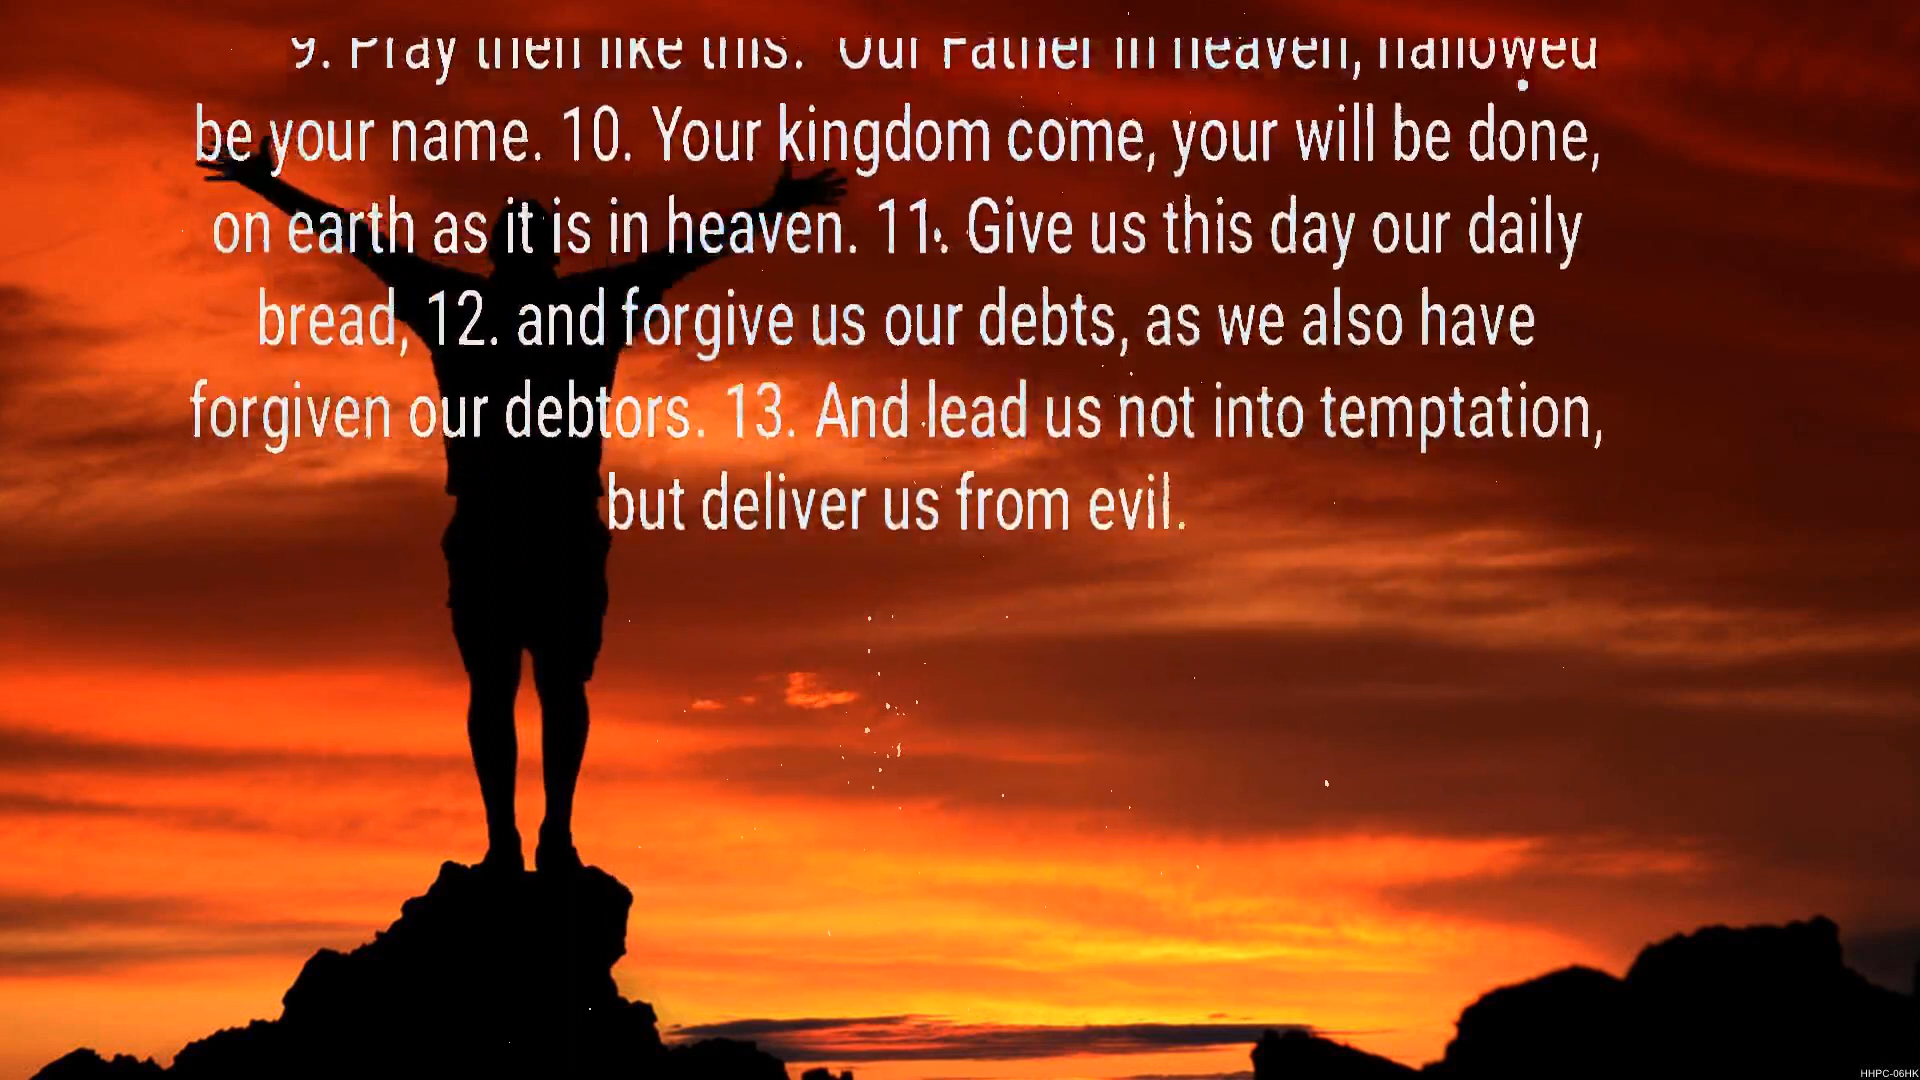 9. Pray then like this. "Our Father in heaven, hallowed
be your name. 10. Your kingdom come, your will be done,
on earth as it is in heaven. 11. Give us this day our daily
bread, 12. and forgive us our debts, as we also have
forgiven our debtors. 13. And lead us not into temptation,
but deliver us from evil.
HHPC-06HK